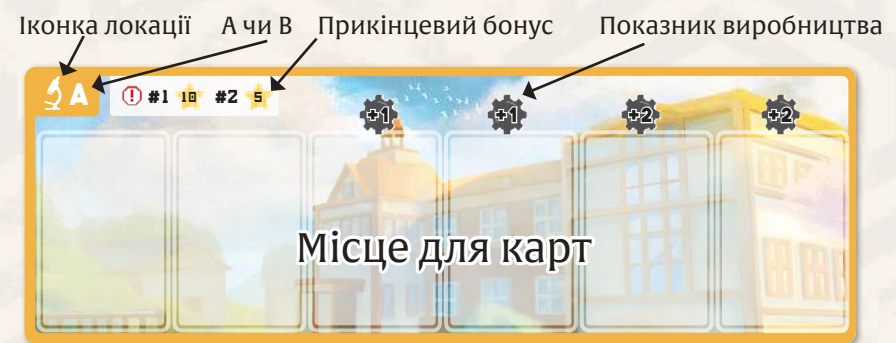 Іконка локації А чи В Прикінцевий бонус Показник виробництва
A #1 10 #2 5
+1 +1 +2 +2
Місце для карт